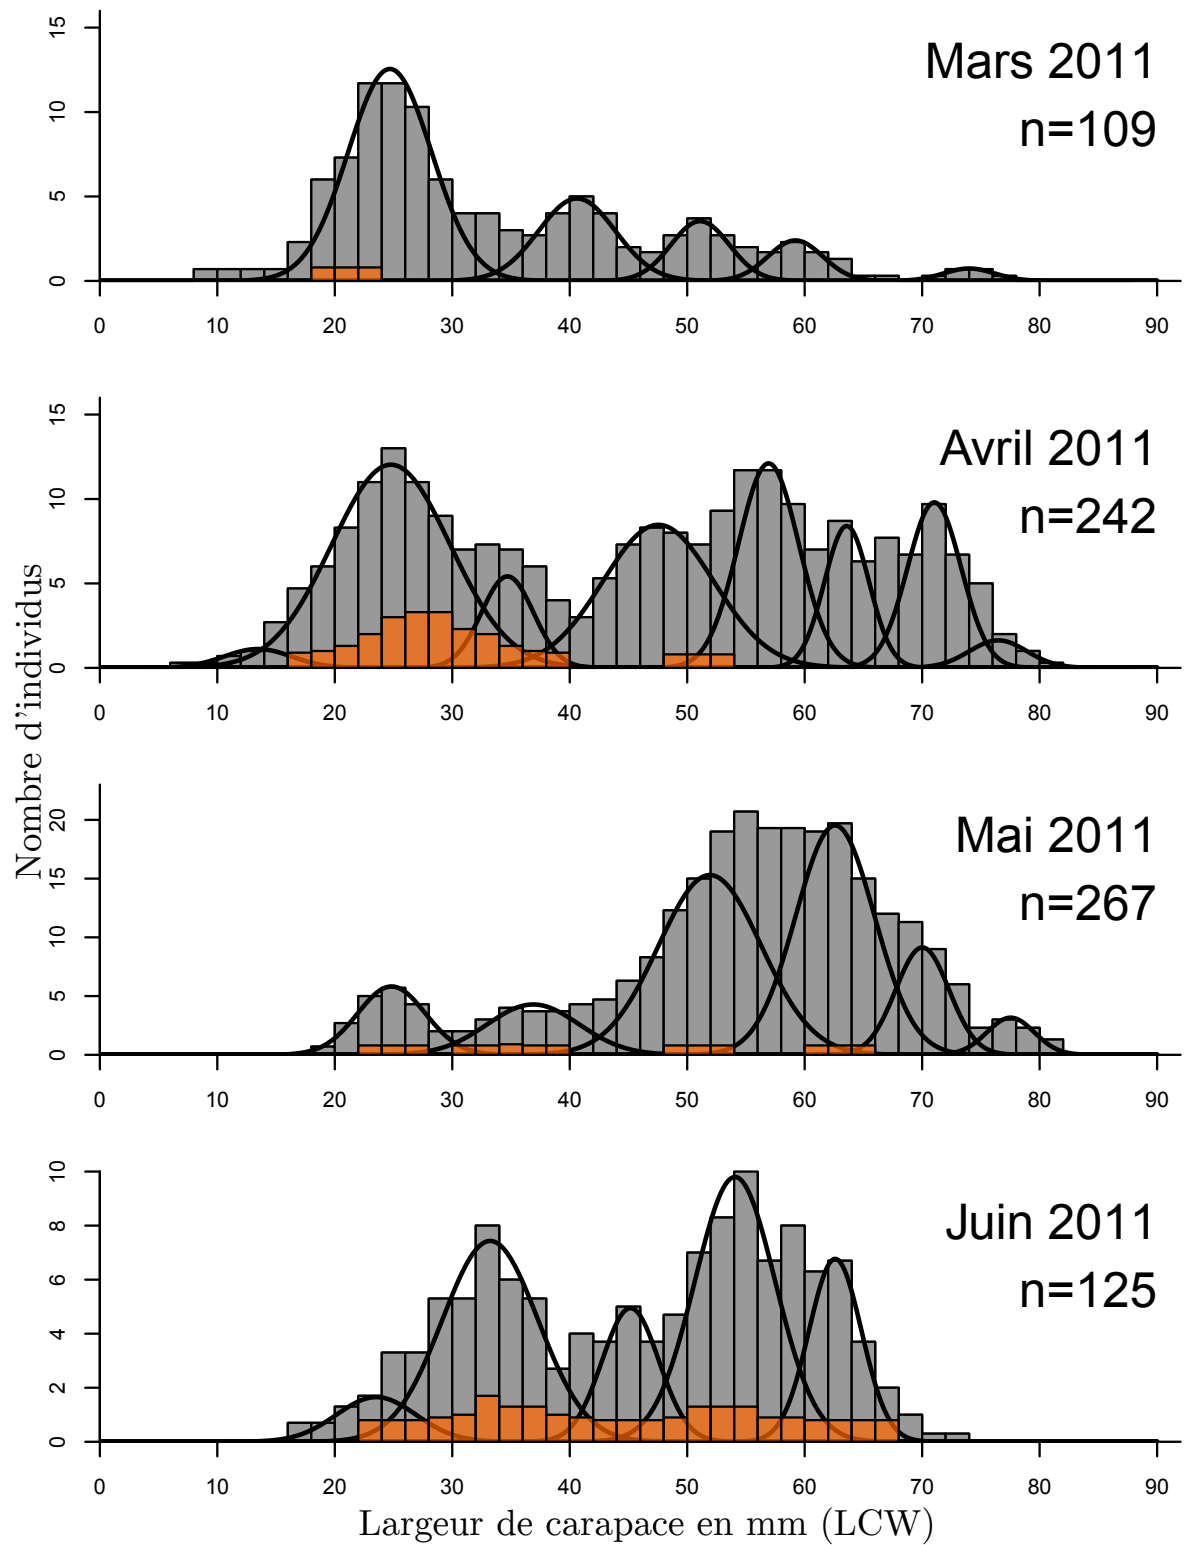 Mars 2011
n=109
15
10
5
0
0 10 20 30 40 50 60 70 80 90
Avril 2011
n=242
15
10
5
0
0 10 20 30 40 50 60 70 80 90
Nombre d'individus
Mai 2011
n=267
20
15
10
5
0
0 10 20 30 40 50 60 70 80 90
Juin 2011
n=125
10
8
6
4
2
0
0 10 20 30 40 50 60 70 80 90
Largeur de carapace en mm (LCW)